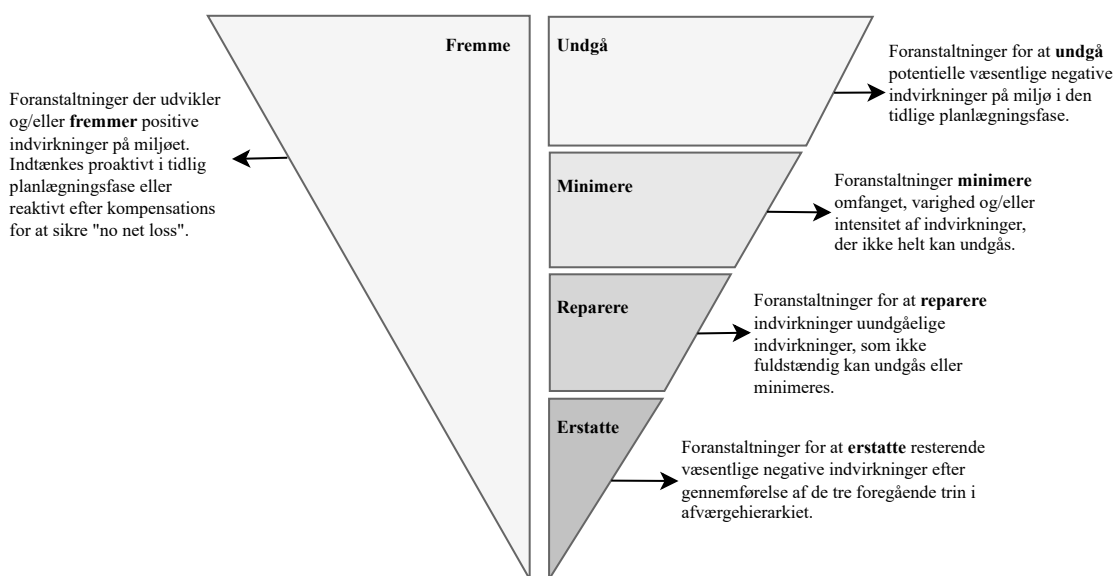 Fremme
Undgå
Foranstaltninger for at undgå
potentielle væsentlige negative
indvirkninger på miljø i den
tidlige planlægningsfase.
Foranstaltninger der udvikler
og/eller fremmer positive
indvirkninger på miljøet.
Indtænkes proaktivt i tidlig
planlægningsfase eller
reaktivt efter kompensations
for at sikre "no net loss".
Minimere
Foranstaltninger minimere
omfanget, varighed og/eller
intensitet af indvirkninger,
der ikke helt kan undgås.
Reparere
Foranstaltninger for at reparere
indvirkninger uundgåelige
indvirkninger, som ikke
fuldstændig kan undgås eller
minimeres.
Erstatte
Foranstaltninger for at erstatte resterende
væsentlige negative indvirkninger efter
gennemførelse af de tre foregående trin i
afværgehierarkiet.